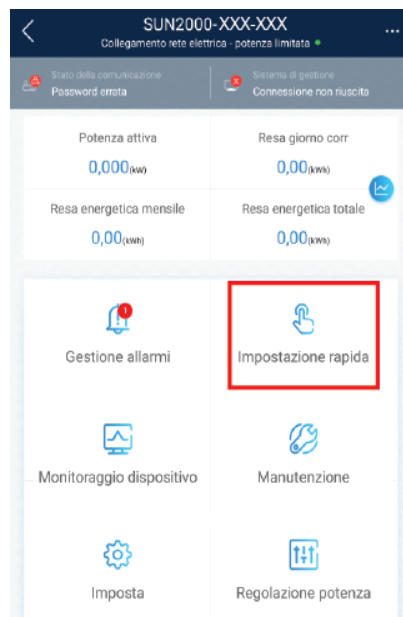 SUN2000-XXX-XXX
Collegamento rete elettrica - potenza limitata
...
Stato della comunicazione
Password errata
Sistema di gestione
Connessione non riuscita
Potenza attiva
Resa giorno corr
0,000(kW)
0,00(kWh)
Resa energetica mensile
Resa energetica totale
0,00(kWh)
0,00(kWh)
1
Gestione allarmi
Impostazione rapida
Monitoraggio dispositivo
Manutenzione
Imposta
Regolazione potenza